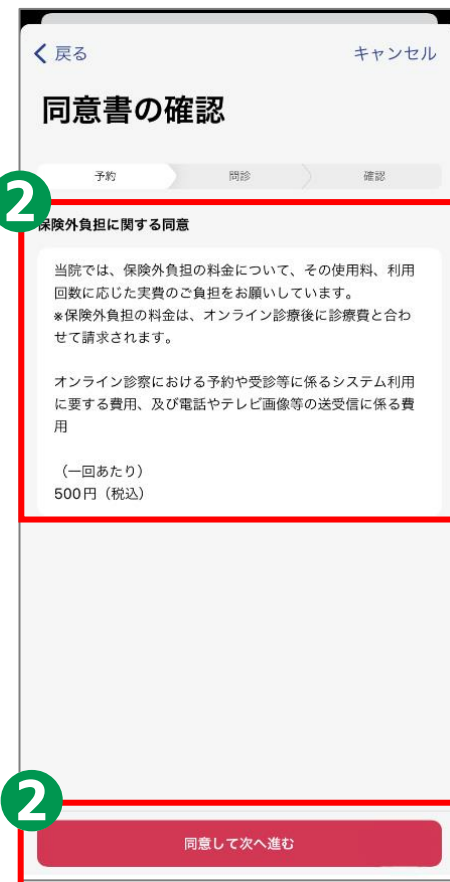 戻る
キャンセル
同意書の確認
予約
問診
確認
2
保険外負担に関する同意
当院では、保険外負担の料金について、その使用料、利用
回数に応じた実費のご負担をお願いしています。
※保険外負担の料金は、オンライン診療後に診療費と合わ
せて請求されます。
オンライン診察における予約や受診等に係るシステム利用
に要する費用、及び電話やテレビ画像等の送受信に係る費
用
（一回あたり）
500円（税込）
2
同意して次へ進む